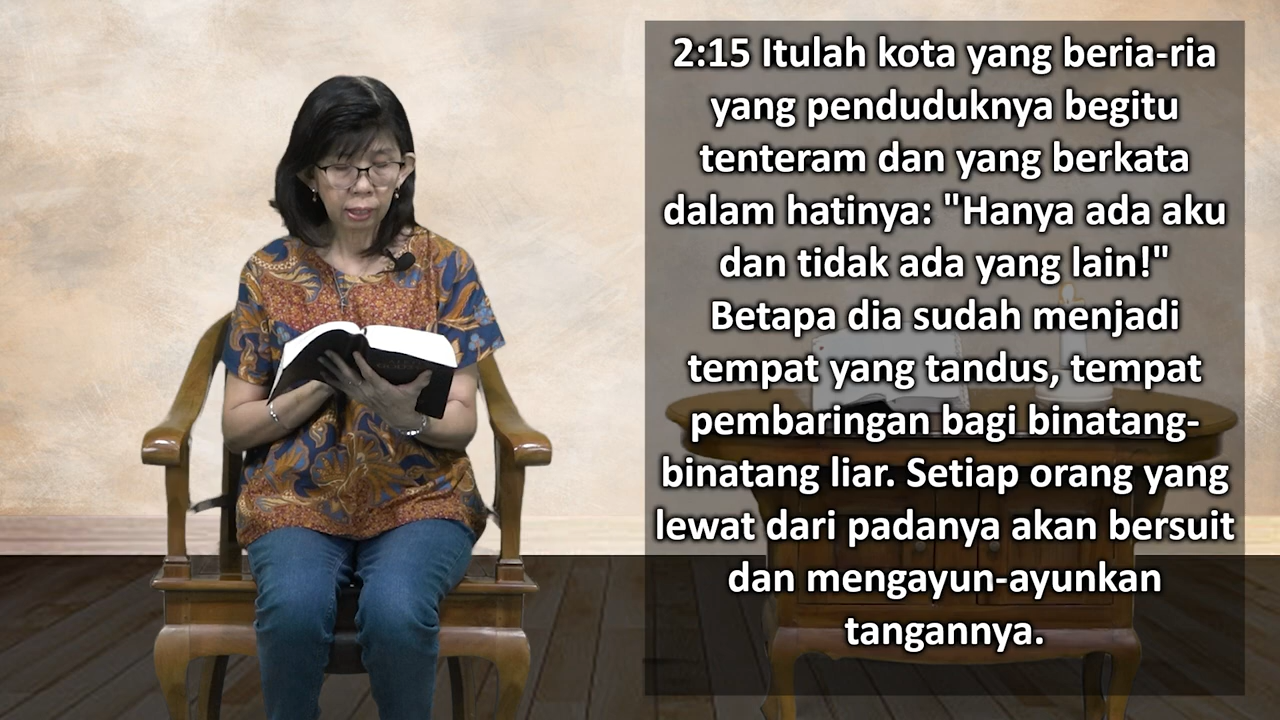 2:15 Itulah kota yang beria-ria
yang penduduknya begitu
tenteram dan yang berkata
dalam hatinya: "Hanya ada aku
dan tidak ada yang lain!"
Betapa dia sudah menjadi
tempat yang tandus, tempat
pembaringan bagi binatang-
binatang liar. Setiap orang yang
lewat dari padanya akan bersuit
dan mengayun-ayunkan
tangannya.